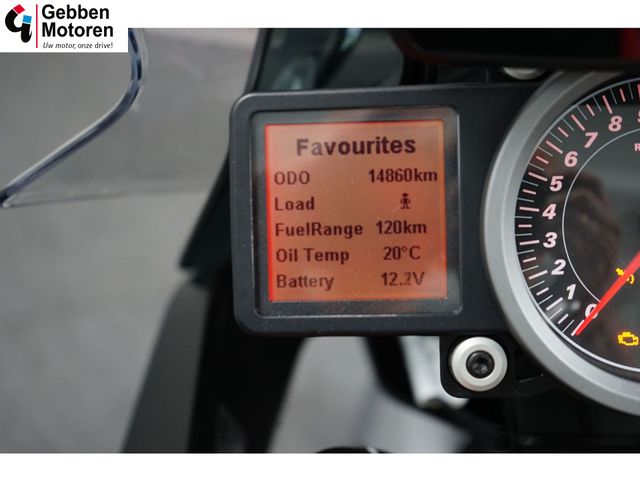 Gebben
Motoren
Uw motor, onze drive!
Favourites
ODO 14860km
Load
FuelRange 120km
Oil Temp 20°C
Battery 12.2V
9
8
7
6
5
4
3
2
1
0
R